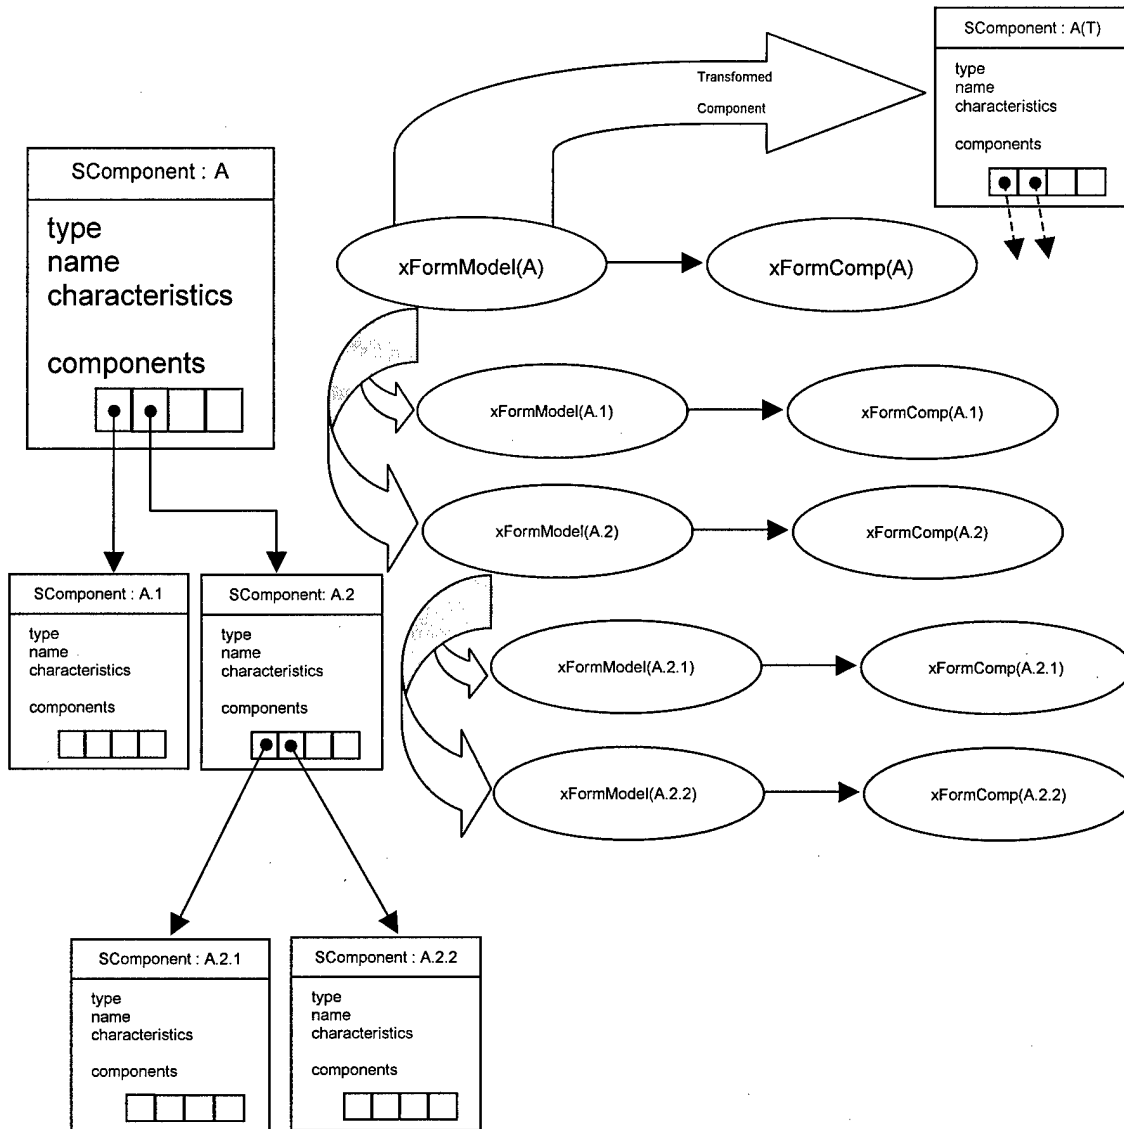 SComponent : A(T)
type
name
characteristics
components
Transformed
Component
SComponent : A
type
name
characteristics
components
xFormModel(A)
xFormComp(A)
xFormModel(A.1)
xFormComp(A.1)
xFormModel(A.2)
xFormComp(A.2)
SComponent : A.1
type
name
characteristics
components
SComponent: A.2
type
name
characteristics
components
xFormModel(A.2.1)
xFormComp(A.2.1)
xFormModel(A.2.2)
xFormComp(A.2.2)
SComponent : A.2.1
type
name
characteristics
components
SComponent : A.2.2
type
name
characteristics
components